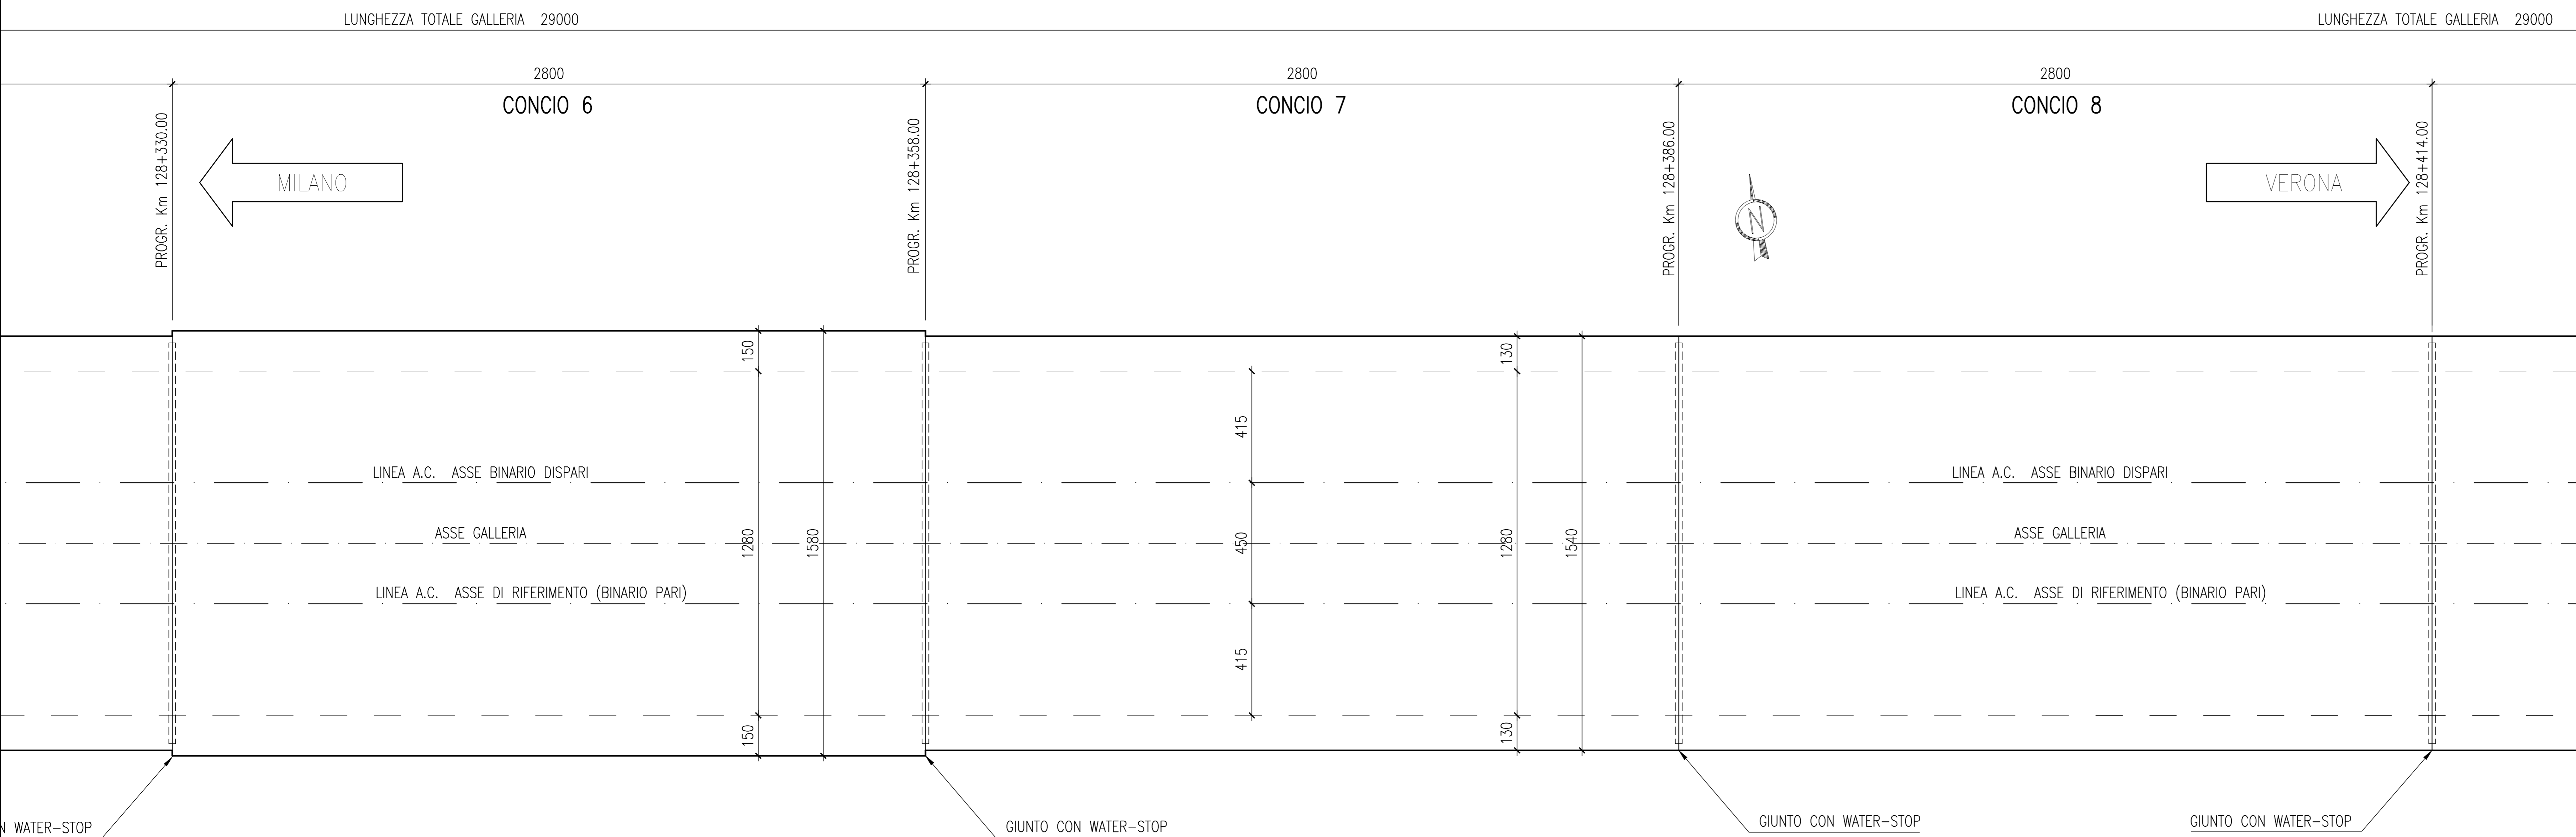 LUNGHEZZA TOTALE GALLERIA 29000
LUNGHEZZA TOTALE GALLERIA 29000
2800
2800
2800
CONCIO 6
CONCIO 7
CONCIO 8
PROGR. Km 128+330.00
PROGR. Km 128+358.00
PROGR. Km 128+386.00
PROGR. Km 128+414.00
MILANO
VERONA
N
150
130
415
LINEA A.C. ASSE BINARIO DISPARI
LINEA A.C. ASSE BINARIO DISPARI
ASSE GALLERIA
1280
1580
450
1280
1540
ASSE GALLERIA
LINEA A.C. ASSE DI RIFERIMENTO (BINARIO PARI)
LINEA A.C. ASSE DI RIFERIMENTO (BINARIO PARI)
415
150
130
N WATER-STOP
GIUNTO CON WATER-STOP
GIUNTO CON WATER-STOP
GIUNTO CON WATER-STOP